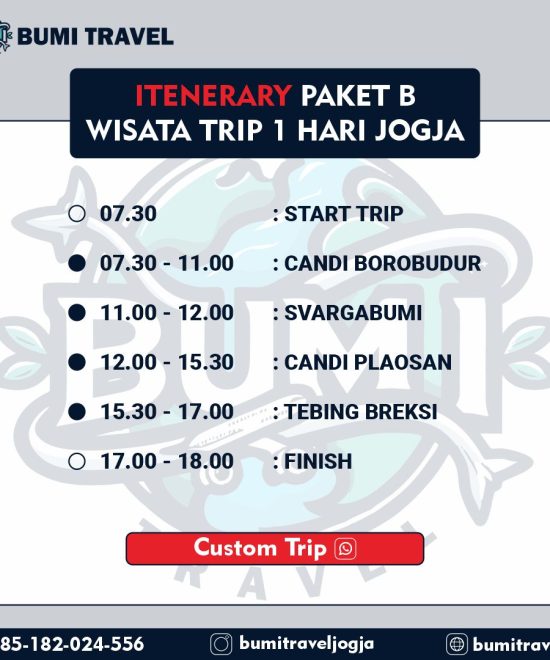 BUMI TRAVEL
ITENERARY PAKET B
WISATA TRIP 1 HARI JOGJA
07.30 : START TRIP
07.30 - 11.00 : CANDI BOROBUDUR
11.00 - 12.00 : SVARGABUMI
12.00 - 15.30 : CANDI PLAOSAN
15.30 - 17.00 : TEBING BREKSI
17.00 - 18.00 : FINISH
BUMI
TRAVEL
Custom Trip
85-182-024-556 bumitraveljogja bumitrav